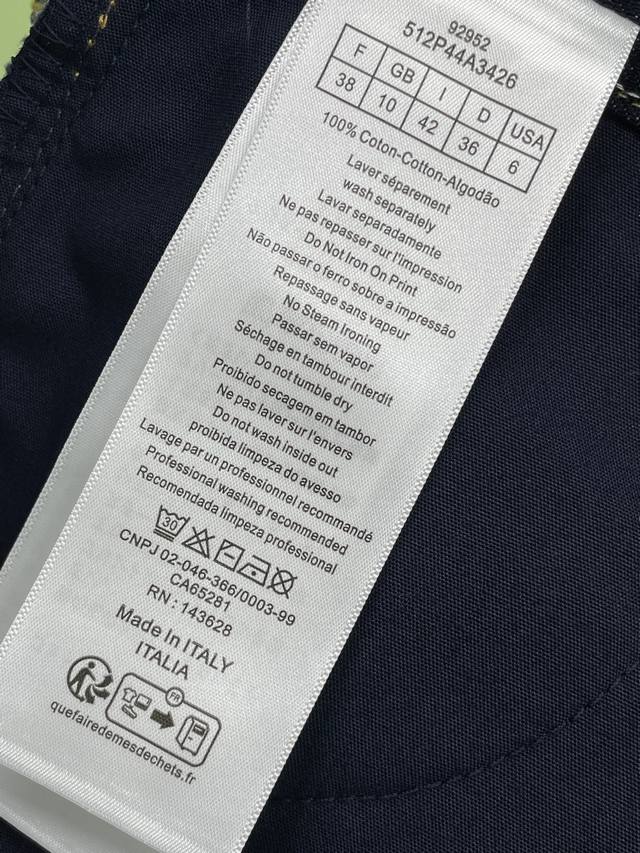 92952
512P44A3426
F GB I D USA
38 10 42 36 6
100% Coton-Cotton-Algodão
Laver séparement
wash separately
Lavar separadamente
Ne pas repasser sur l'impression
Do Not Iron On Print
Não passar o ferro sobre a impressão
Repassage sans vapeur
No Steam Ironing
Passar sem vapor
Séchage en tambour interdit
Do not tumble dry
Proibido secagem em tambor
Ne pas laver sur l'envers
Do not wash inside out
proibida limpeza do avesso
Lavage par un professionnel recommandé
Professional washing recommended
Recomendada limpeza professional
30
CNPJ 02-046-366/0003-99
CA65281
RN : 143628
Made In ITALY
ITALIA
FR
quefairedemesdechets.fr